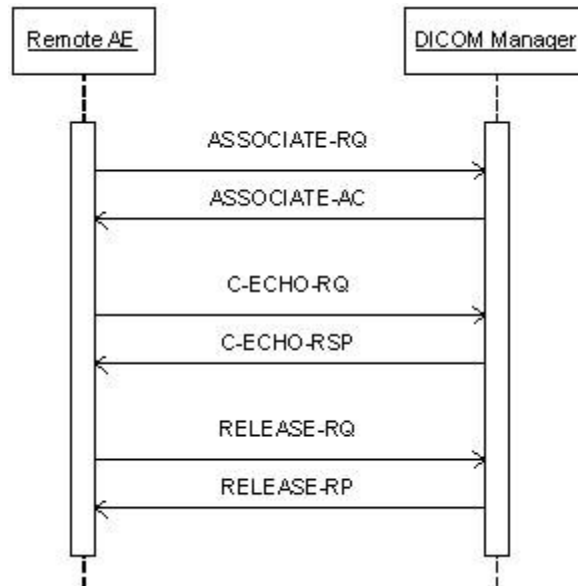 Remote AE
DICOM Manager
ASSOCIATE-RQ
ASSOCIATE-AC
C-ECHO-RQ
C-ECHO-RSP
RELEASE-RQ
RELEASE-RP